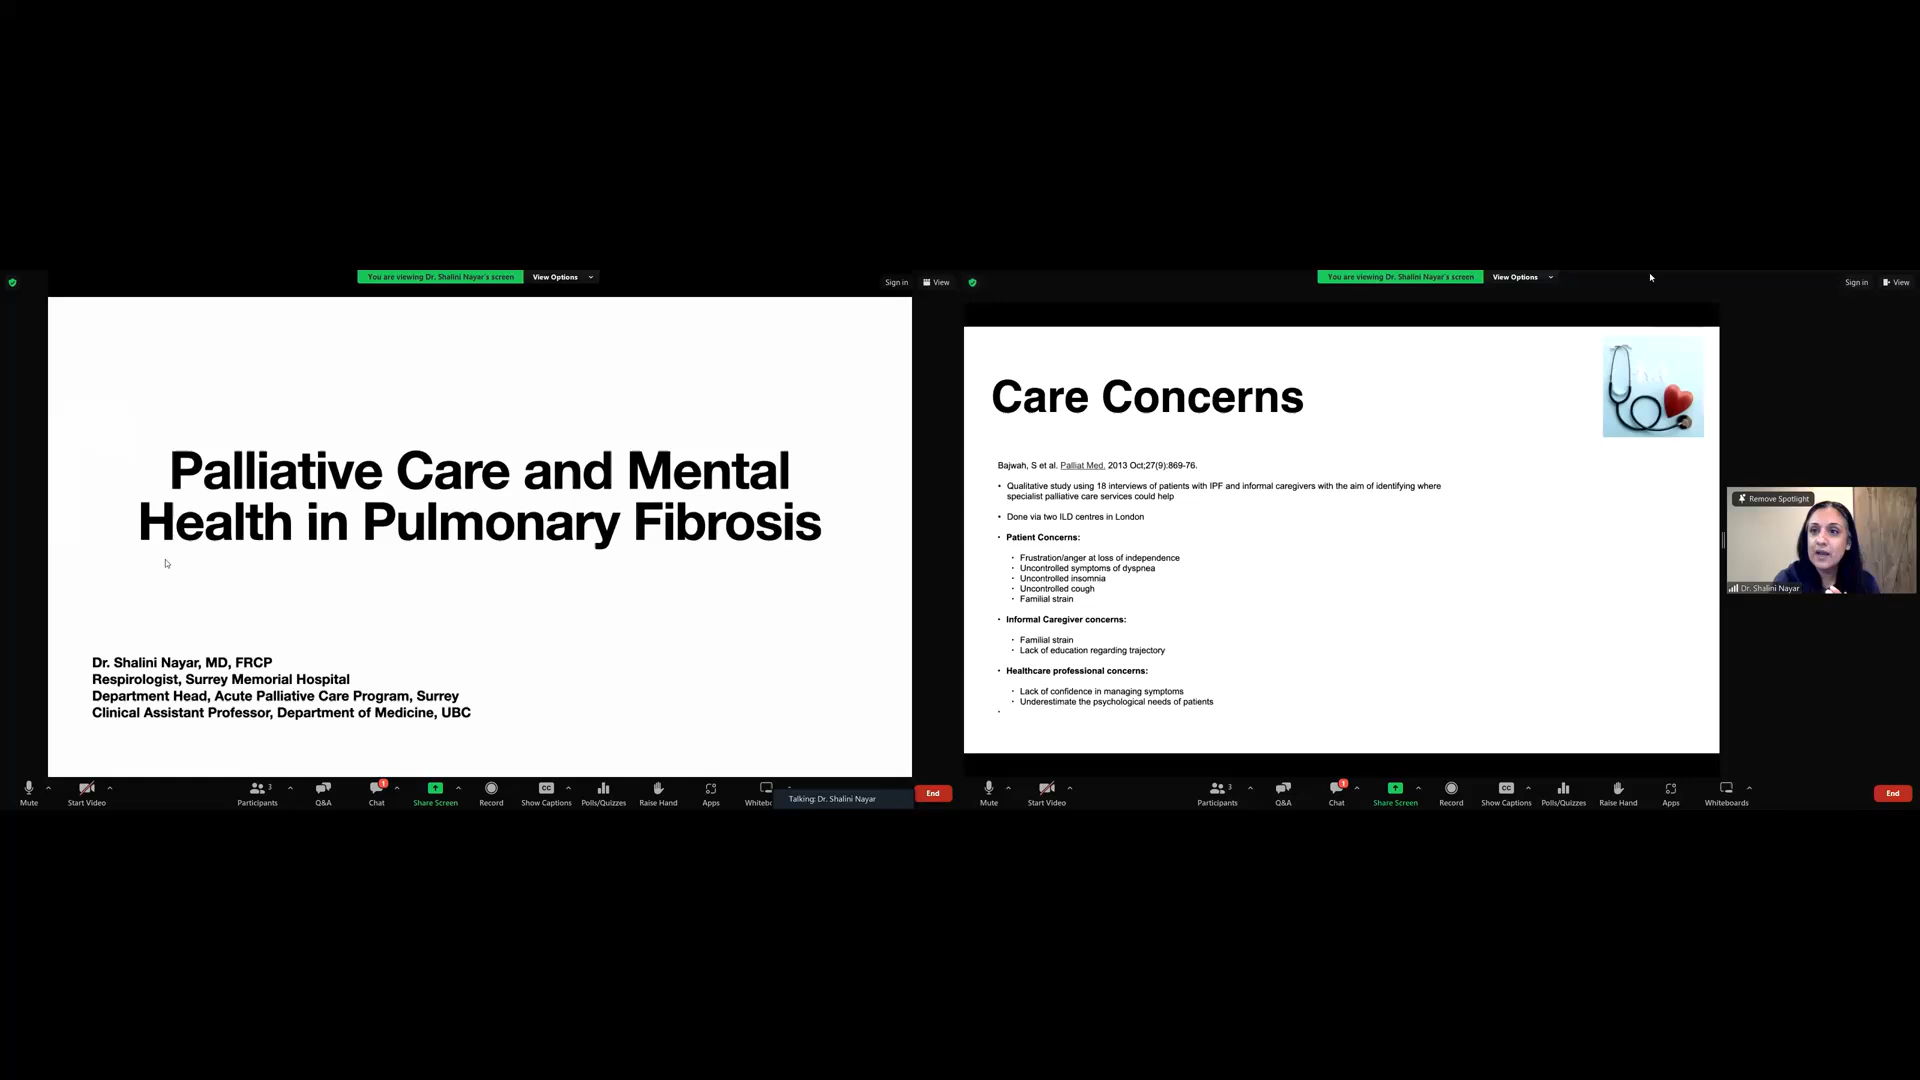 You are viewing Dr. Shalini Nayar's screen
View Options
Sign in
View
Palliative Care and Mental
Health in Pulmonary Fibrosis
Dr. Shalini Nayar, MD, FRCP
Respirologist, Surrey Memorial Hospital
Department Head, Acute Palliative Care Program, Surrey
Clinical Assistant Professor, Department of Medicine, UBC
Mute
Start Video
3
Participants
Q&A
1
Chat
Share Screen
Record
CC
Show Captions
Polls/Quizzes
Raise Hand
Apps
Whitebo
Talking: Dr. Shalini Nayar
End
You are viewing Dr. Shalini Nayar's screen
View Options
Sign in
View
Care Concerns
Bajwah, S et al. Palliat Med. 2013 Oct;27(9):869-76.
• Qualitative study using 18 interviews of patients with IPF and informal caregivers with the aim of identifying where
specialist palliative care services could help
• Done via two ILD centres in London
• Patient Concerns:
• Frustration/anger at loss of independence
• Uncontrolled symptoms of dyspnea
• Uncontrolled insomnia
• Uncontrolled cough
• Familial strain
• Informal Caregiver concerns:
• Familial strain
• Lack of education regarding trajectory
• Healthcare professional concerns:
• Lack of confidence in managing symptoms
• Underestimate the psychological needs of patients
Remove Spotlight
Dr. Shalini Nayar
Mute
Start Video
3
Participants
Q&A
1
Chat
Share Screen
Record
CC
Show Captions
Polls/Quizzes
Raise Hand
Apps
Whiteboards
End